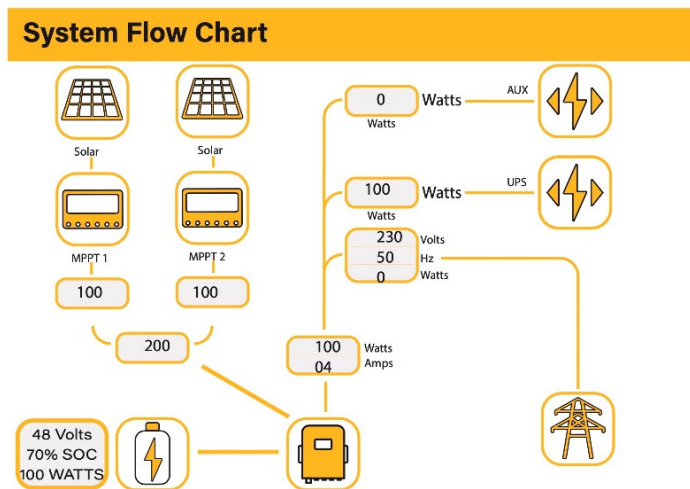 System Flow Chart
Solar
Solar
MPPT 1
MPPT 2
100
100
200
0 Watts
Watts
AUX
100 Watts
Watts
UPS
230 Volts
50 Hz
0 Watts
100 Watts
04 Amps
48 Volts
70% SOC
100 WATTS